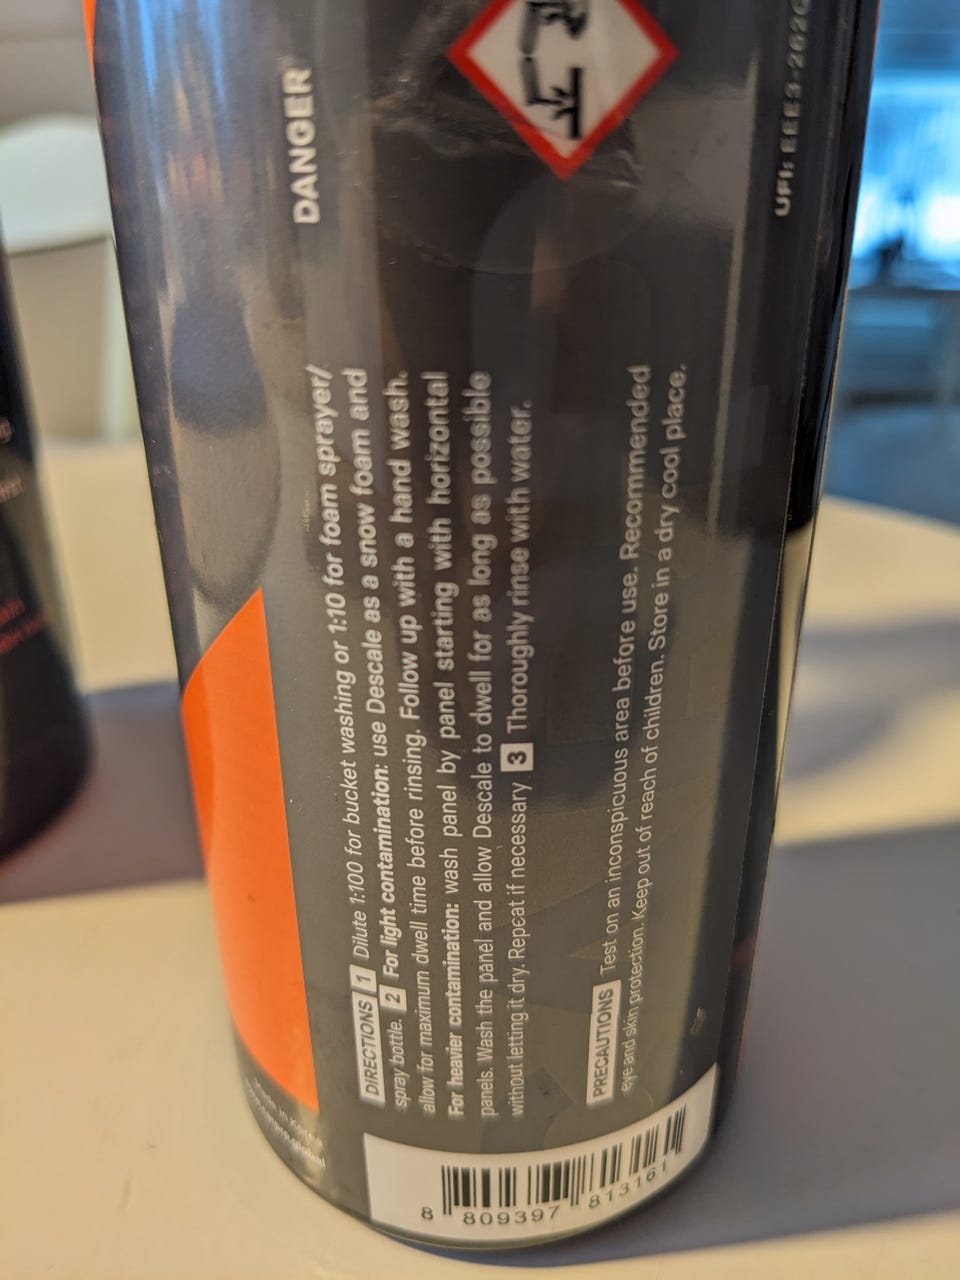 DANGER
UFI: EEE3-
DIRECTIONS 1 Dilute 1:100 for bucket washing or 1:10 for foam sprayer/
spray bottle. 2 For light contamination: use Descale as a snow foam and
allow for maximum dwell time before rinsing. Follow up with a hand wash.
For heavier contamination: wash panel by panel starting with horizontal
panels. Wash the panel and allow Descale to dwell for as long as possible
without letting it dry. Repeat if necessary 3 Thoroughly rinse with water.
PRECAUTIONS Test on an inconspicuous area before use. Recommended
eye and skin protection. Keep out of reach of children. Store in a dry cool place.
Made in Korea
8 809397 813161